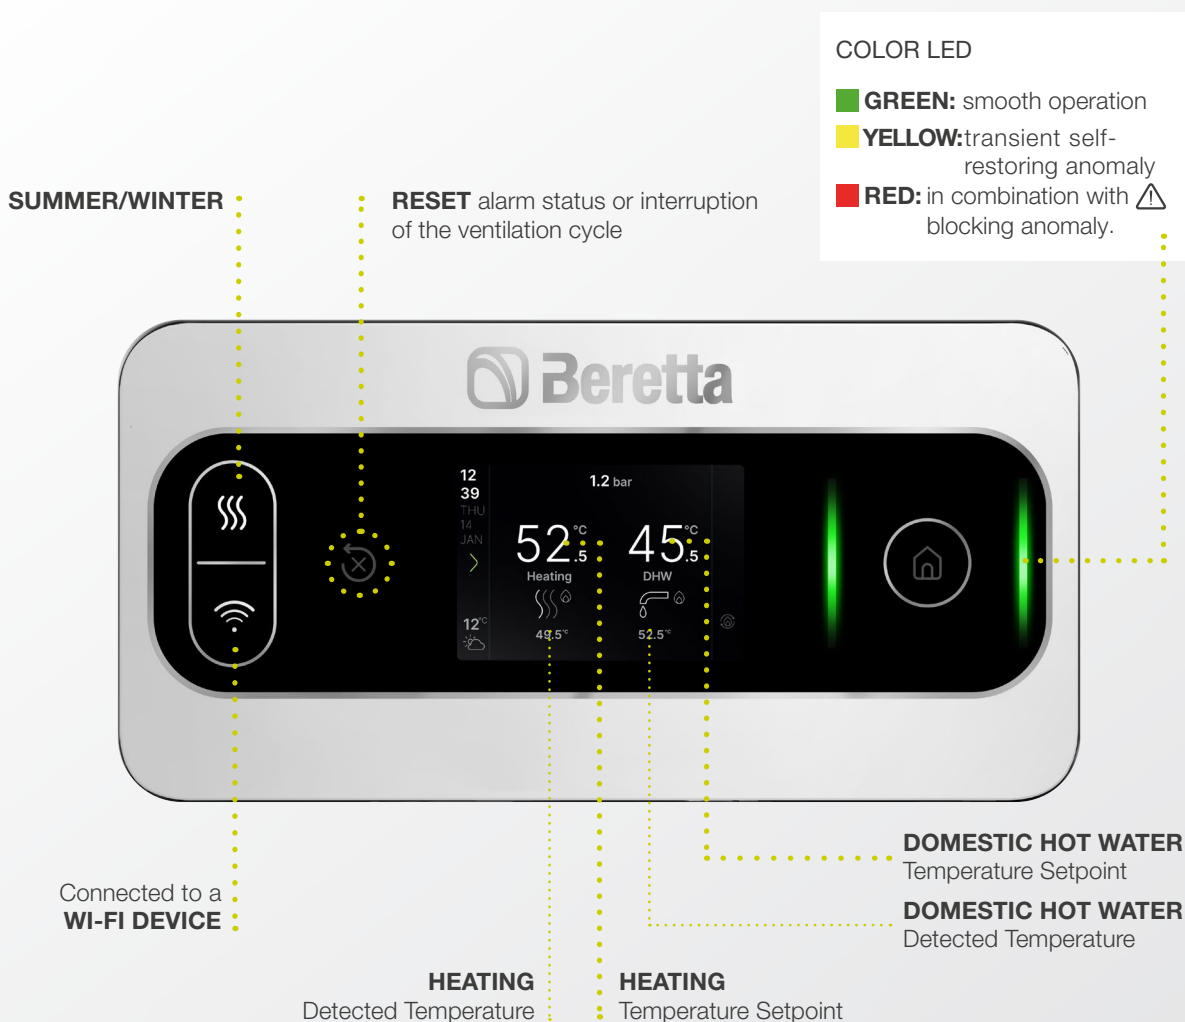 COLOR LED
GREEN: smooth operation
YELLOW: transient self-
restoring anomaly
RED: in combination with
blocking anomaly.
SUMMER/WINTER
RESET alarm status or interruption
of the ventilation cycle
Beretta
12
39
THU
14
JAN
1.2 bar
52.5 °C
45.5 °C
Heating
DHW
12°C
49.5°C
52.5°C
DOMESTIC HOT WATER
Temperature Setpoint
DOMESTIC HOT WATER
Detected Temperature
Connected to a
WI-FI DEVICE
HEATING
Detected Temperature
HEATING
Temperature Setpoint